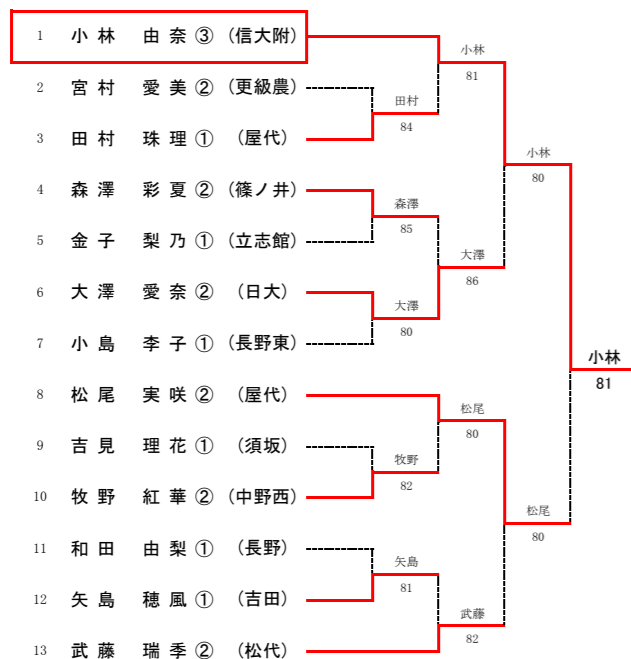 1 小林 由奈 ③ (信大附)
2 宮村 愛美 ② (更級農)
3 田村 珠理 ① (屋代)
4 森澤 彩夏 ② (篠ノ井)
5 金子 梨乃 ① (立志館)
6 大澤 愛奈 ② (日大)
7 小島 李子 ① (長野東)
8 松尾 実咲 ② (屋代)
9 吉見 理花 ① (須坂)
10 牧野 紅華 ② (中野西)
11 和田 由梨 ① (長野)
12 矢島 穂風 ① (吉田)
13 武藤 瑞季 ② (松代)
田村
84
森澤
85
大澤
80
牧野
82
矢島
81
小林
81
大澤
86
松尾
80
武藤
82
小林
80
松尾
80
小林
81